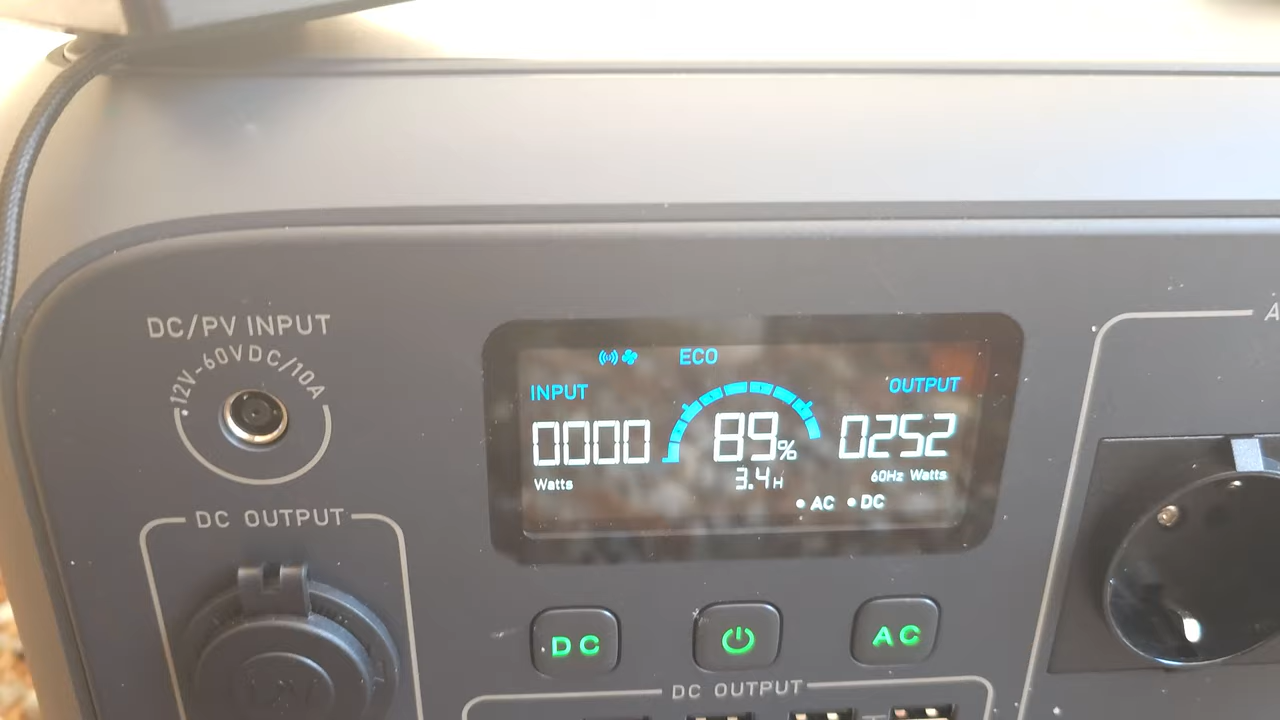 DC/PV INPUT
12V-60VDC/10A
ECO
INPUT
OUTPUT
0000
89%
0252
Watts
3.4H
60Hz Watts
• AC • DC
DC OUTPUT
DC
AC
DC OUTPUT